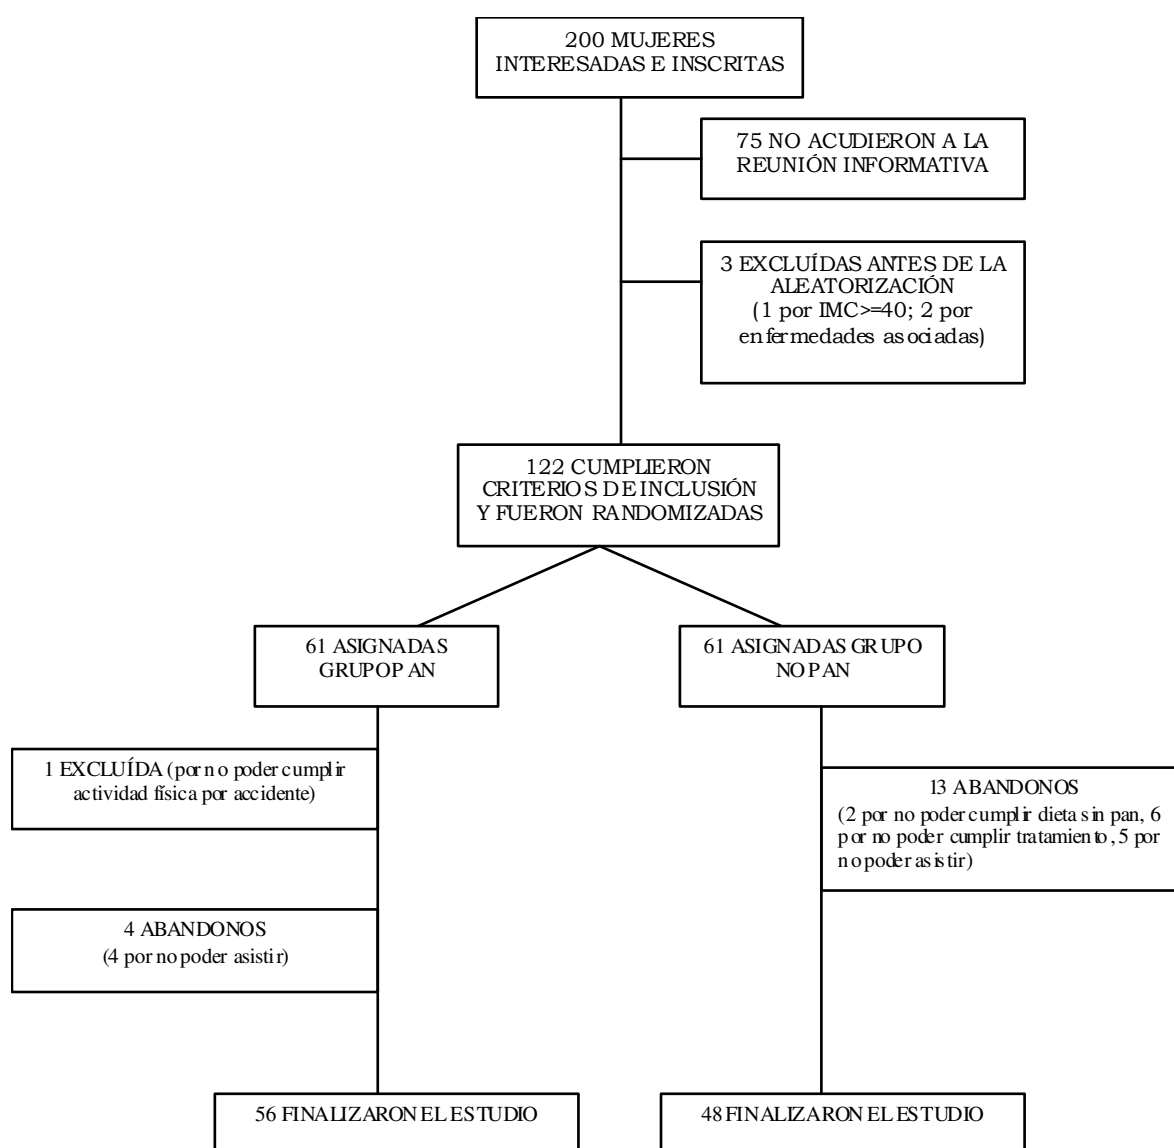 200 MUJERES
INTERESADAS E INSCRITAS
75 NO ACUDIERON A LA
REUNIÓN INFORMATIVA
3 EXCLUÍDAS ANTES DE LA
ALEATORIZACIÓN
(1 por IMC>=40; 2 por
enfermedades asociadas)
122 CUMPLIERON
CRITERIOS DE INCLUSIÓN
Y FUERON RANDOMIZADAS
61 ASIGNADAS
GRUPO PAN
61 ASIGNADAS GRUPO
NO PAN
1 EXCLUÍDA (por no poder cumplir
actividad física por accidente)
13 ABANDONOS
(2 por no poder cumplir dieta sin pan, 6
por no poder cumplir tratamiento, 5 por
no poder asistir)
4 ABANDONOS
(4 por no poder asistir)
56 FINALIZARON EL ESTUDIO
48 FINALIZARON EL ESTUDIO